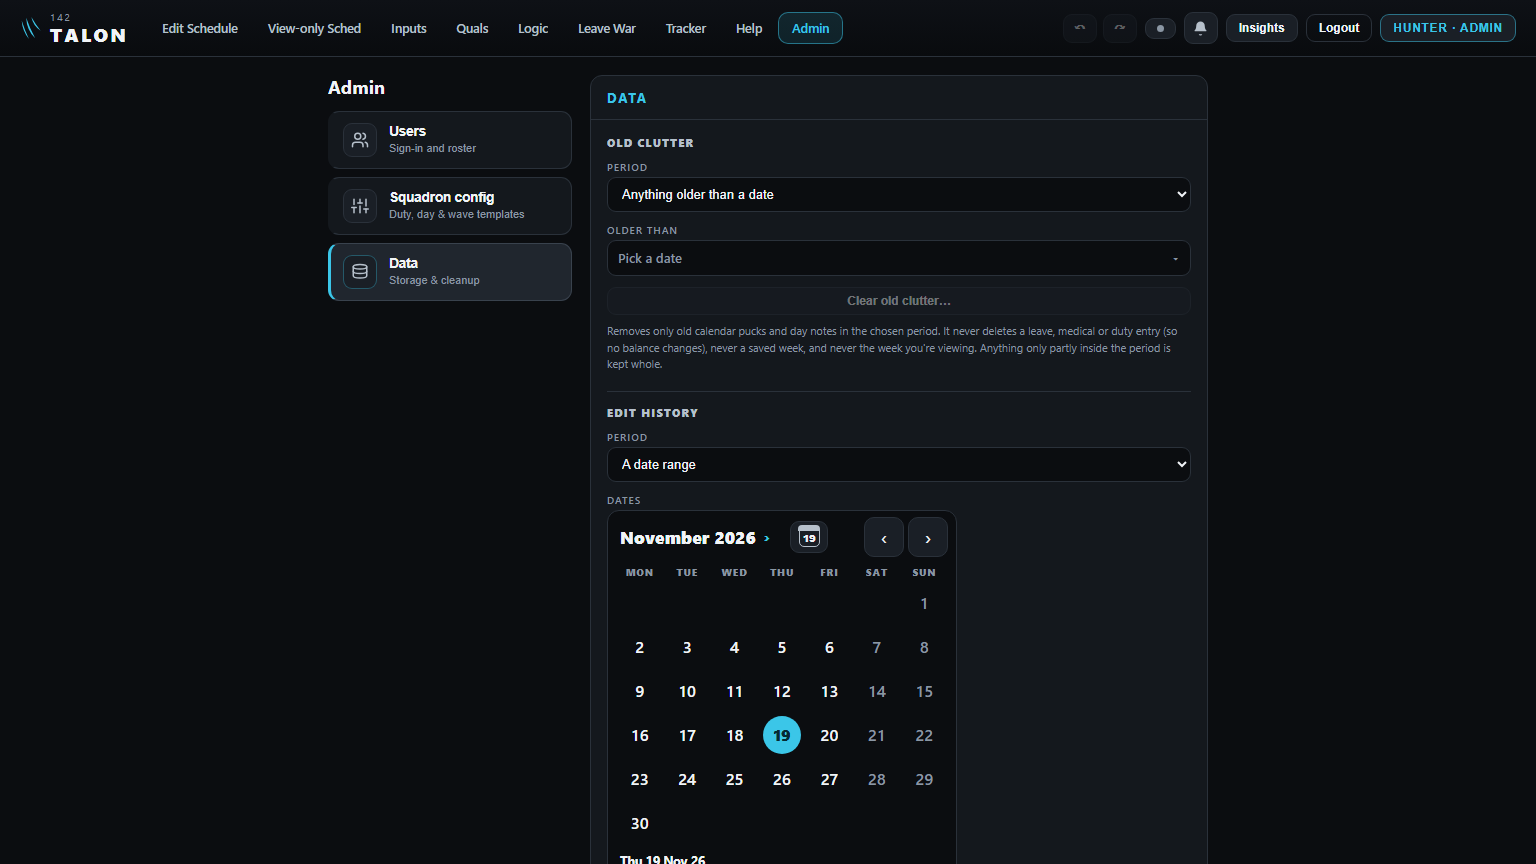 142
TALON
Edit Schedule
View-only Sched
Inputs
Quals
Logic
Leave War
Tracker
Help
Admin
Insights
Logout
HUNTER · ADMIN
Admin
Users
Sign-in and roster
Squadron config
Duty, day & wave templates
Data
Storage & cleanup
DATA
OLD CLUTTER
PERIOD
Anything older than a date
OLDER THAN
Pick a date
Clear old clutter…
Removes only old calendar pucks and day notes in the chosen period. It never deletes a leave, medical or duty entry (so
no balance changes), never a saved week, and never the week you're viewing. Anything only partly inside the period is
kept whole.
EDIT HISTORY
PERIOD
A date range
DATES
November 2026 ›
19
‹ ›
MON TUE WED THU FRI SAT SUN
1
2 3 4 5 6 7 8
9 10 11 12 13 14 15
16 17 18 19 20 21 22
23 24 25 26 27 28 29
30
Thu 19 Nov 26